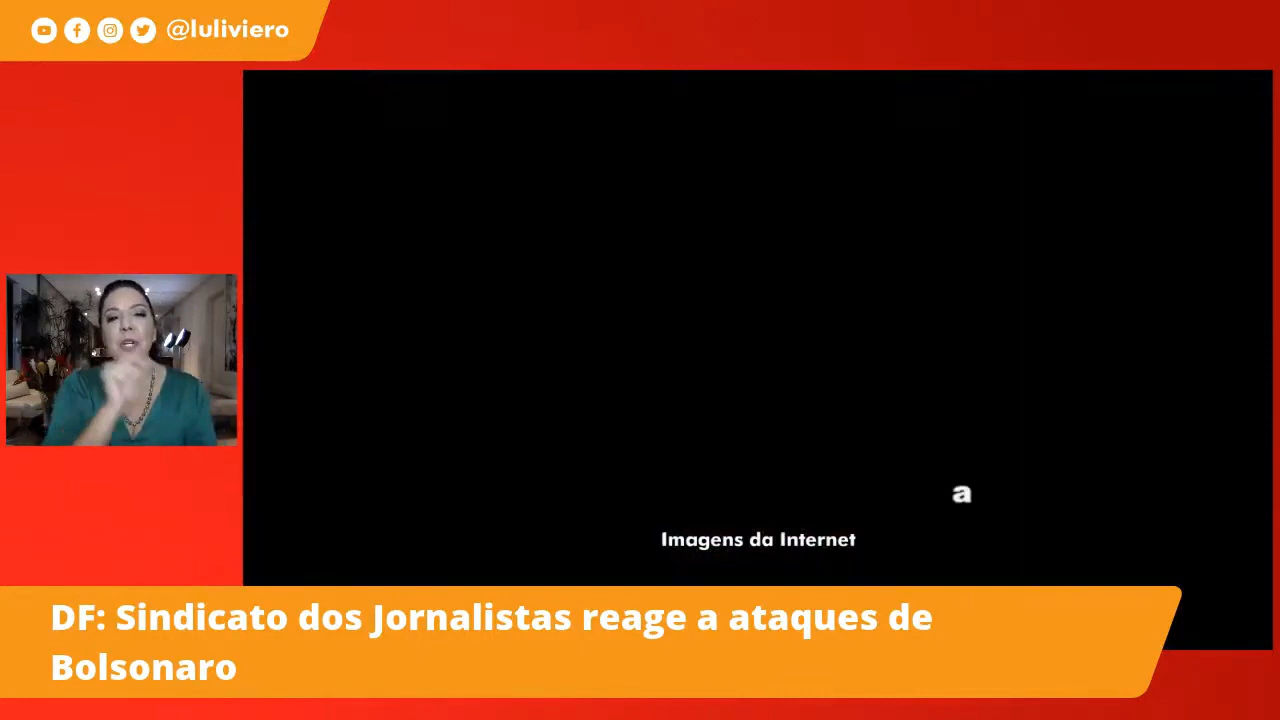 @luliviero
a
Imagens da Internet
DF: Sindicato dos Jornalistas reage a ataques de
Bolsonaro